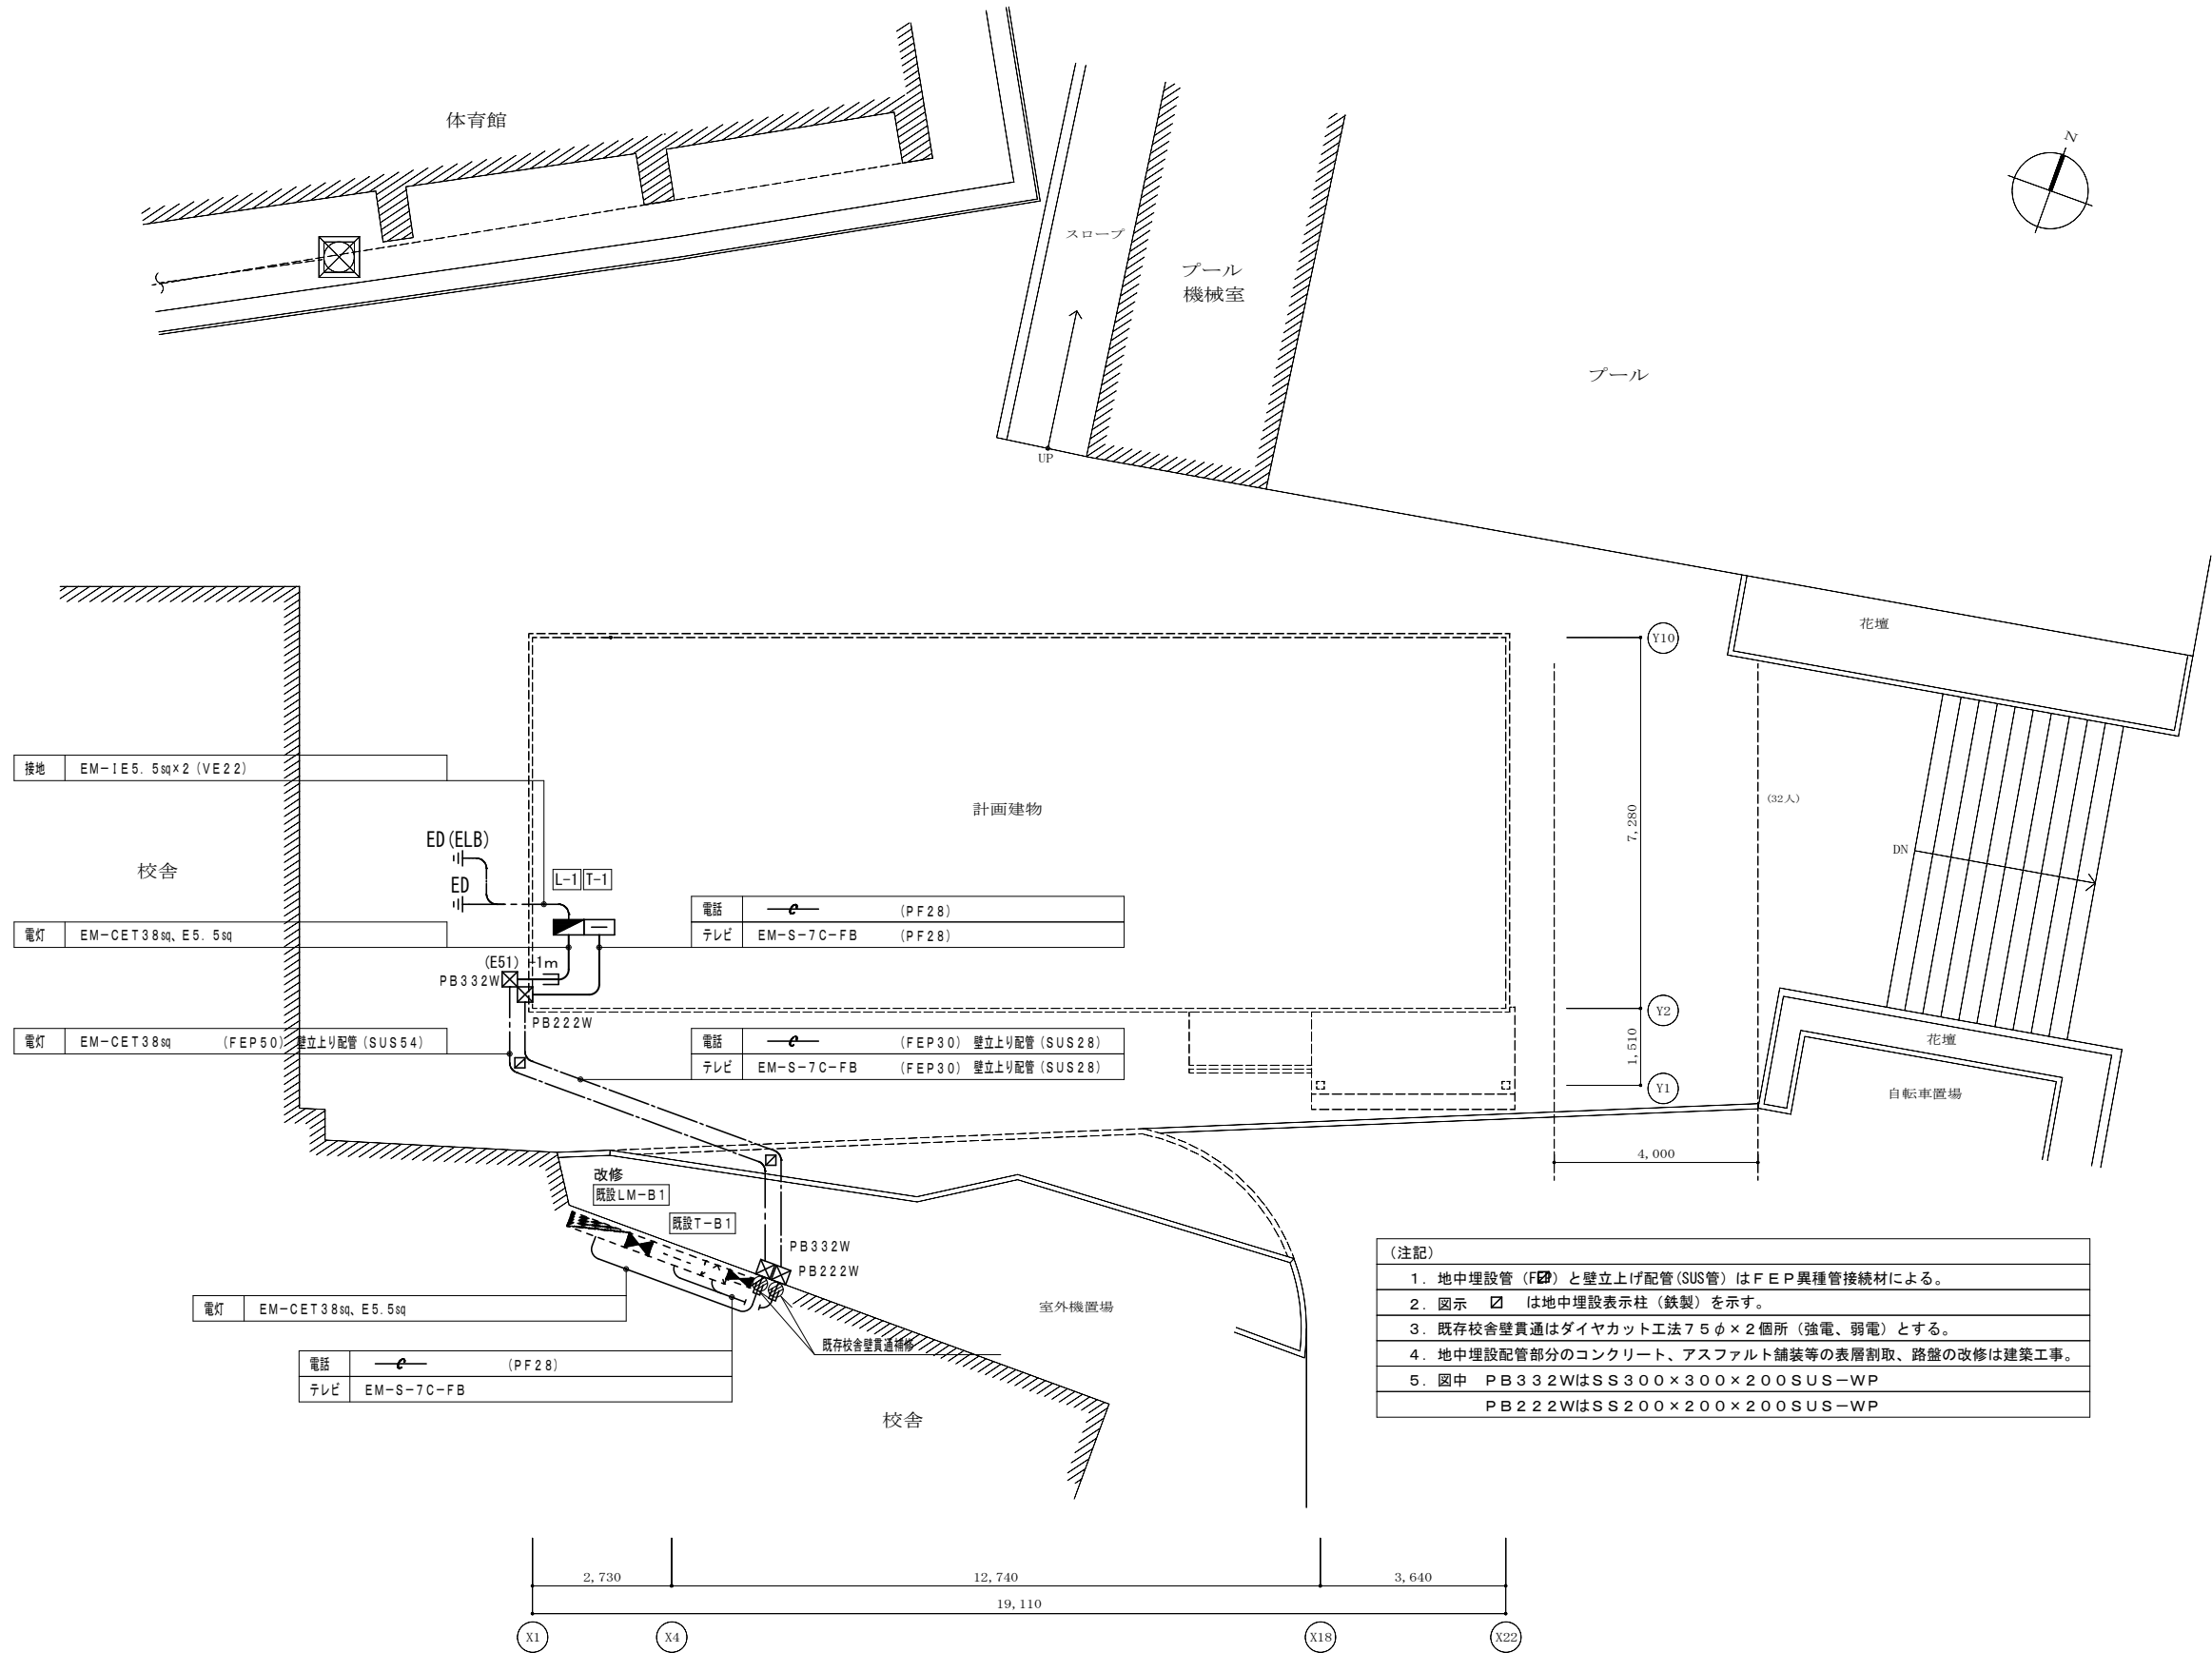 体育館
N
スロープ
プール
機械室
プール
UP
花壇
Y10
接地 EM-IE5.5sq×2(VE22)
計画建物
(32人)
7,280
ED(ELB)
校舎
DN
L-1 T-1
ED
電話 (PF28)
電灯 EM-CET38sq、E5.5sq
テレビ EM-S-7C-FB (PF28)
(E51) -1m
PB332W
Y2
PB222W
電灯 EM-CET38sq (FEP50) 壁立上り配管(SUS54)
電話 (FEP30) 壁立上り配管(SUS28)
テレビ EM-S-7C-FB (FEP30) 壁立上り配管(SUS28)
1,510
花壇
Y1
自転車置場
4,000
改修
既設LM-B1
既設T-B1
PB332W
PB222W
電灯 EM-CET38sq、E5.5sq
室外機置場
既存校舎壁貫通補修
電話 (PF28)
テレビ EM-S-7C-FB
校舎
(注記)
1. 地中埋設管(FEP)と壁立上げ配管(SUS管)はFEP異種管接続材による。
2. 図示 は地中埋設表示柱(鉄製)を示す。
3. 既存校舎壁貫通はダイヤカット工法75φ×2個所(強電、弱電)とする。
4. 地中埋設配管部分のコンクリート、アスファルト舗装等の表層割取、路盤の改修は建築工事。
5. 図中 PB332WはSS300×300×200SUS-WP
PB222WはSS200×200×200SUS-WP
2,730 12,740 3,640
19,110
X1 X4 X18 X22